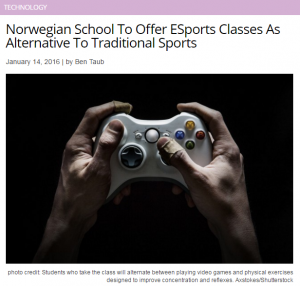 TECHNOLOGY
Norwegian School To Offer ESports Classes As
Alternative To Traditional Sports
January 14, 2016 | by Ben Taub
photo credit: Students who take the class will alternate between playing video games and physical exercises
designed to improve concentration and reflexes. Axstokes/Shutterstock